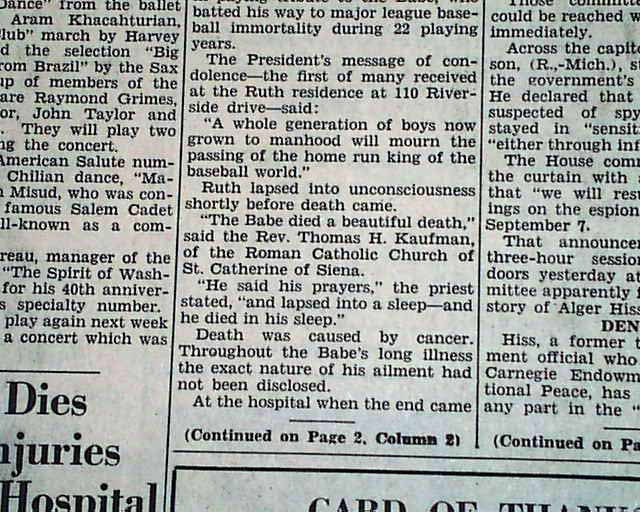 Dance" from the ballet
Aram Khachaturian,
lub" march by Harvey
d the selection "Big
rom Brazil" by the Sax
up of members of the
are Raymond Grimes,
or, John Taylor and
. They will play two
ng the concert.
American Salute num-
Chilian dance, "Ma-
n Misud, who was con-
famous Salem Cadet
ll-known as a com-
reau, manager of the
"The Spirit of Wash-
for his 40th anniver-
s specialty number.
play again next week
a concert which was
Dies
njuries
Hospital
batted his way to major league base-
ball immortality during 22 playing
years.
The President's message of con-
dolence—the first of many received
at the Ruth residence at 110 River-
side drive—said:
"A whole generation of boys now
grown to manhood will mourn the
passing of the home run king of the
baseball world."
Ruth lapsed into unconsciousness
shortly before death came.
"The Babe died a beautiful death,"
said the Rev. Thomas H. Kaufman,
of the Roman Catholic Church of
St. Catherine of Siena.
"He said his prayers," the priest
stated, "and lapsed into a sleep—and
he died in his sleep."
Death was caused by cancer.
Throughout the Babe's long illness
the exact nature of his ailment had
not been disclosed.
At the hospital when the end came
(Continued on Page 2, Column 2)
CARD OF THANKS
Those committ
could be reached w
immediately.
Across the capito
son, (R.,-Mich.), st
the government's
He declared that
suspected of spy
stayed in "sensit
"either through inf
The House com
the curtain with
that "we will resu
ings on the espion
September 7.
That announce
three-hour session
doors yesterday a
mittee apparently f
story of Alger Hiss
DEN
Hiss, a former t
ment official who
Carnegie Endowm
tional Peace, has
any part in the
(Continued on Pa